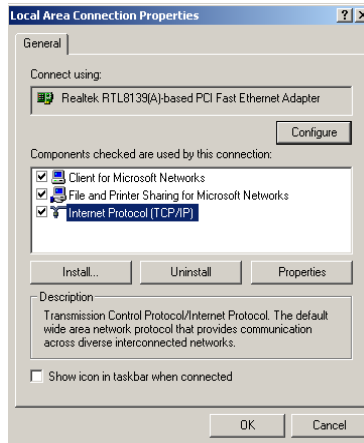 Local Area Connection Properties
General
Connect using:
Realtek RTL8139(A)-based PCI Fast Ethernet Adapter
Configure
Components checked are used by this connection:
Client for Microsoft Networks
File and Printer Sharing for Microsoft Networks
Internet Protocol (TCP/IP)
Install... Uninstall Properties
Description
Transmission Control Protocol/Internet Protocol. The default
wide area network protocol that provides communication
across diverse interconnected networks.
Show icon in taskbar when connected
OK Cancel